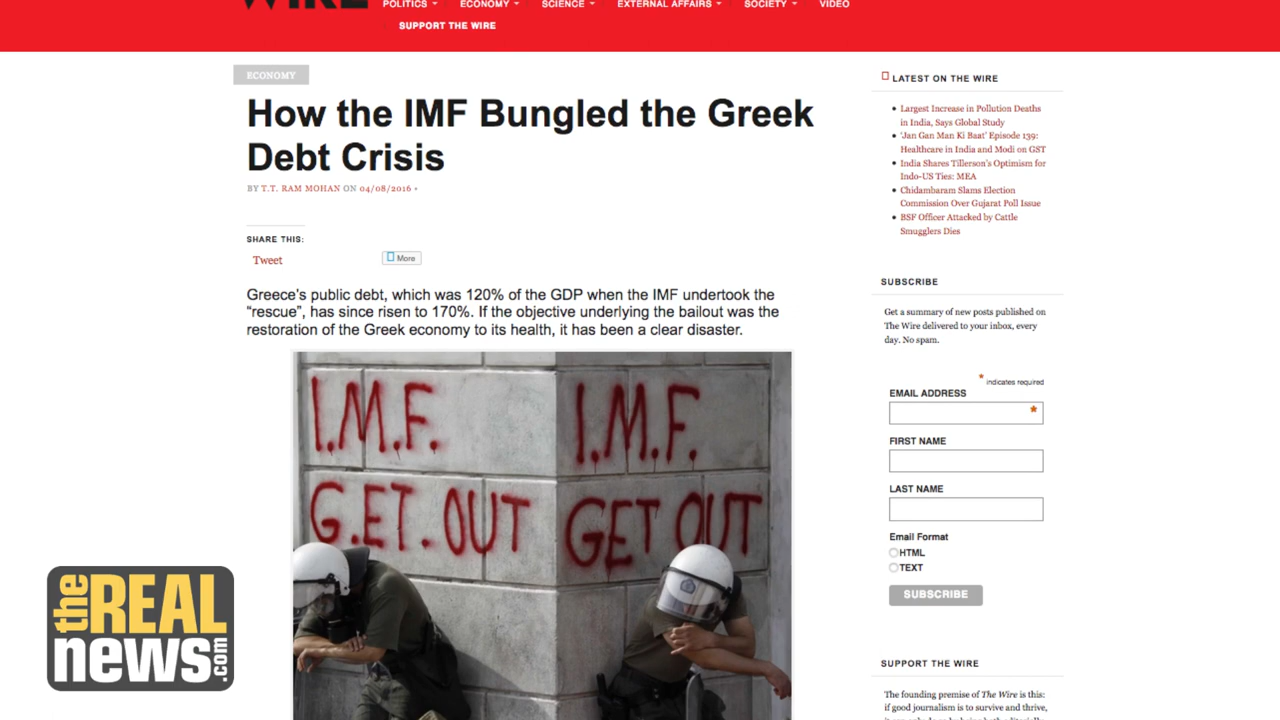 WIRE
POLITICS ECONOMY SCIENCE EXTERNAL AFFAIRS SOCIETY VIDEO
SUPPORT THE WIRE
ECONOMY
How the IMF Bungled the Greek
Debt Crisis
BY T.T. RAM MOHAN ON 04/08/2016 •
SHARE THIS:
Tweet
More
Greece's public debt, which was 120% of the GDP when the IMF undertook the
“rescue”, has since risen to 170%. If the objective underlying the bailout was the
restoration of the Greek economy to its health, it has been a clear disaster.
I.M.F.
G.ET.OUT
I.M.F.
GET OUT
LATEST ON THE WIRE
Largest Increase in Pollution Deaths
in India, Says Global Study
'Jan Gan Man Ki Baat' Episode 139:
Healthcare in India and Modi on GST
India Shares Tillerson's Optimism for
Indo-US Ties: MEA
Chidambaram Slams Election
Commission Over Gujarat Poll Issue
BSF Officer Attacked by Cattle
Smugglers Dies
SUBSCRIBE
Get a summary of new posts published on
The Wire delivered to your inbox, every
day. No spam.
* indicates required
EMAIL ADDRESS
*
FIRST NAME
LAST NAME
Email Format
HTML
TEXT
SUBSCRIBE
SUPPORT THE WIRE
The founding premise of The Wire is this:
if good journalism is to survive and thrive,
the REAL
news.com